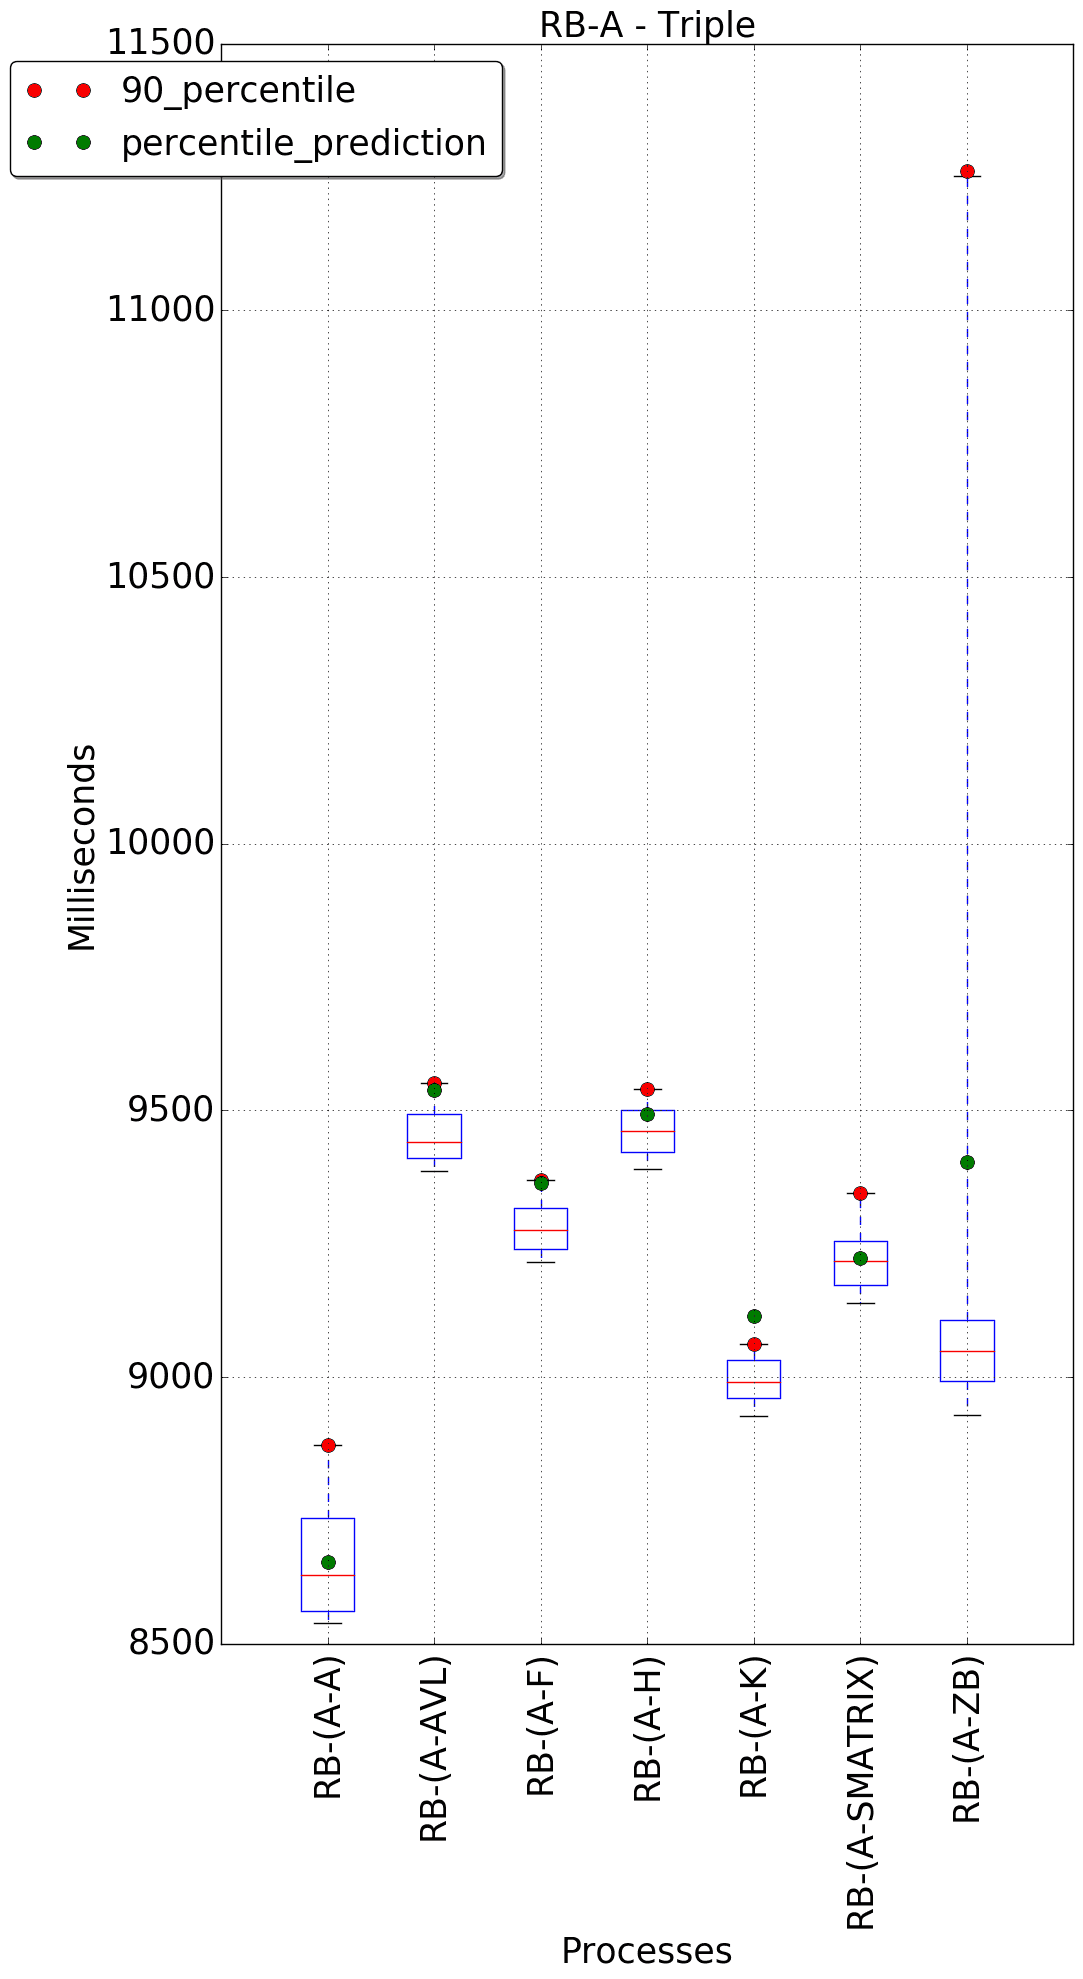 RB-A - Triple
11500
90_percentile
percentile_prediction
11000
10500
10000
9500
9000
8500
Milliseconds
RB-(A-A)
RB-(A-AVL)
RB-(A-F)
RB-(A-H)
RB-(A-K)
RB-(A-SMATRIX)
RB-(A-ZB)
Processes